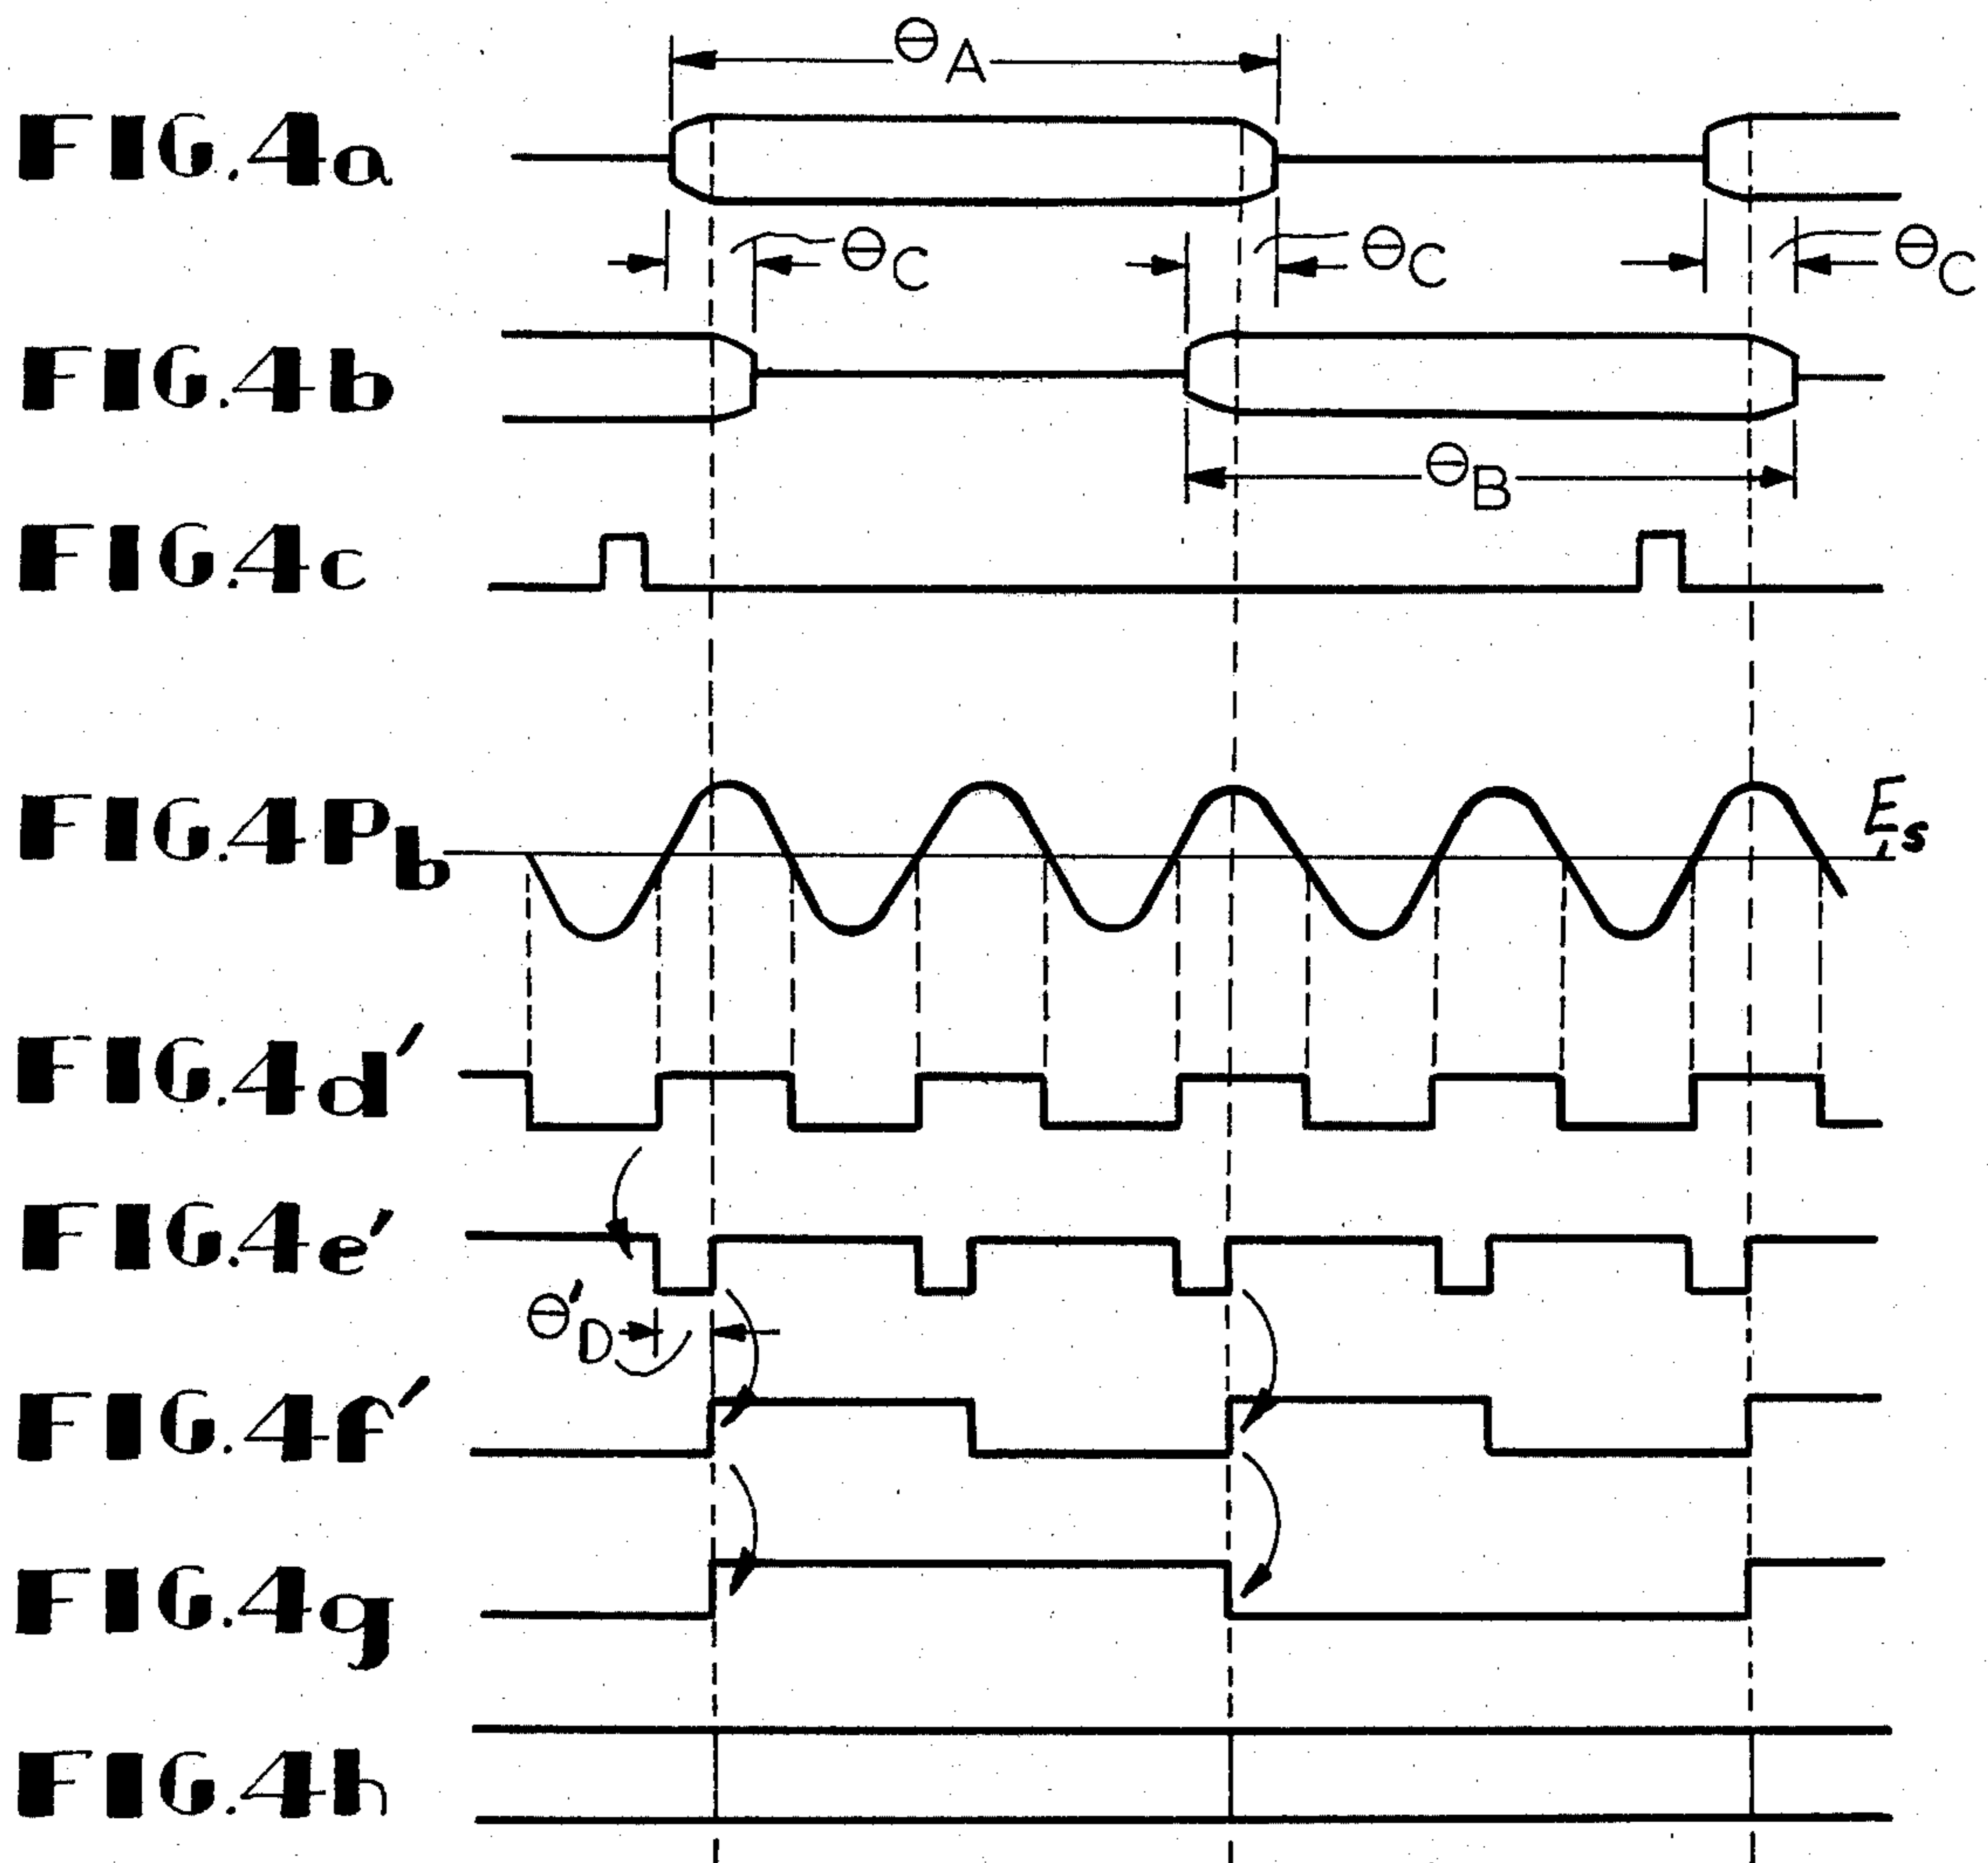 ΘA
FIG.4a
ΘC ΘC ΘC
FIG.4b
ΘB
FIG.4c
FIG.4Pb
Es
FIG.4d′
FIG.4e′
Θ′D
FIG.4f′
FIG.4g
FIG.4h